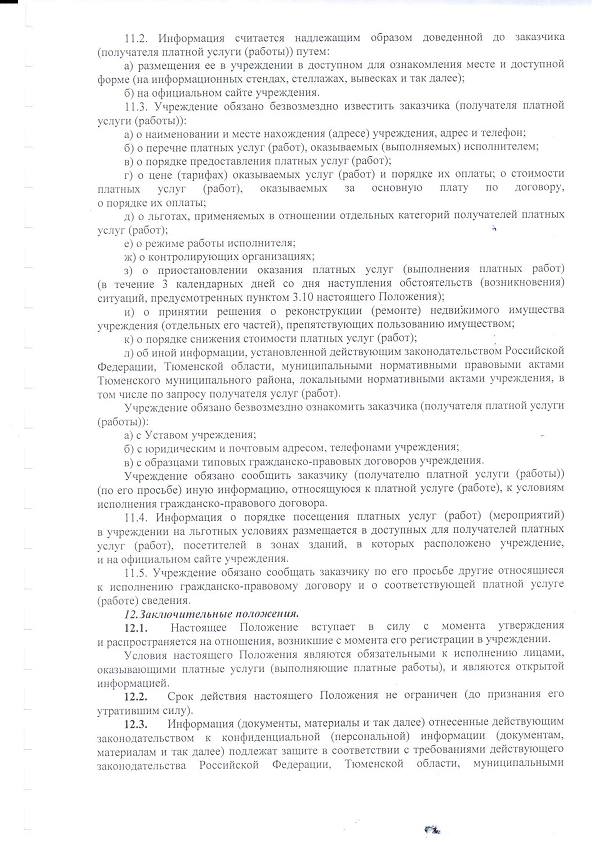 11.2. Информация считается надлежащим образом доведенной до заказчика
(получателя платной услуги (работы)) путем:
а) размещения ее в учреждении в доступном для ознакомления месте и доступной
форме (на информационных стендах, стеллажах, вывесках и так далее);
б) на официальном сайте учреждения.
11.3. Учреждение обязано безвозмездно известить заказчика (получателя платной
услуги (работы)):
а) о наименовании и месте нахождения (адресе) учреждения, адрес и телефон;
б) о перечне платных услуг (работ), оказываемых (выполняемых) исполнителем;
в) о порядке предоставления платных услуг (работ);
г) о цене (тарифах) оказываемых услуг (работ) и порядке их оплаты; о стоимости
платных услуг (работ), оказываемых за основную плату по договору,
о порядке их оплаты;
д) о льготах, применяемых в отношении отдельных категорий получателей платных
услуг (работ);
е) о режиме работы исполнителя;
ж) о контролирующих организациях;
з) о приостановлении оказания платных услуг (выполнения платных работ)
(в течение 3 календарных дней со дня наступления обстоятельств (возникновения)
ситуаций, предусмотренных пунктом 3.10 настоящего Положения);
и) о принятии решения о реконструкции (ремонте) недвижимого имущества
учреждения (отдельных его частей), препятствующих пользованию имуществом;
к) о порядке снижения стоимости платных услуг (работ);
л) об иной информации, установленной действующим законодательством Российской
Федерации, Тюменской области, муниципальными нормативными правовыми актами
Тюменского муниципального района, локальными нормативными актами учреждения, в
том числе по запросу получателя услуг (работ).
Учреждение обязано безвозмездно ознакомить заказчика (получателя платной услуги
(работы)):
а) с Уставом учреждения;
б) с юридическим и почтовым адресом, телефонами учреждения;
в) с образцами типовых гражданско-правовых договоров учреждения.
Учреждение обязано сообщить заказчику (получателю платной услуги (работы))
(по его просьбе) иную информацию, относящуюся к платной услуге (работе), к условиям
исполнения гражданско-правового договора.
11.4. Информация о порядке посещения платных услуг (работ) (мероприятий)
в учреждении на льготных условиях размещается в доступных для получателей платных
услуг (работ), посетителей в зонах зданий, в которых расположено учреждение,
и на официальном сайте учреждения.
11.5. Учреждение обязано сообщать заказчику по его просьбе другие относящиеся
к исполнению гражданско-правовому договору и о соответствующей платной услуге
(работе) сведения.
12.Заключительные положения.
12.1. Настоящее Положение вступает в силу с момента утверждения
и распространяется на отношения, возникшие с момента его регистрации в учреждении.
Условия настоящего Положения являются обязательными к исполнению лицами,
оказывающими платные услуги (выполняющие платные работы), и являются открытой
информацией.
12.2. Срок действия настоящего Положения не ограничен (до признания его
утратившим силу).
12.3. Информация (документы, материалы и так далее) отнесенные действующим
законодательством к конфиденциальной (персональной) информации (документам,
материалам и так далее) подлежат защите в соответствии с требованиями действующего
законодательства Российской Федерации, Тюменской области, муниципальными